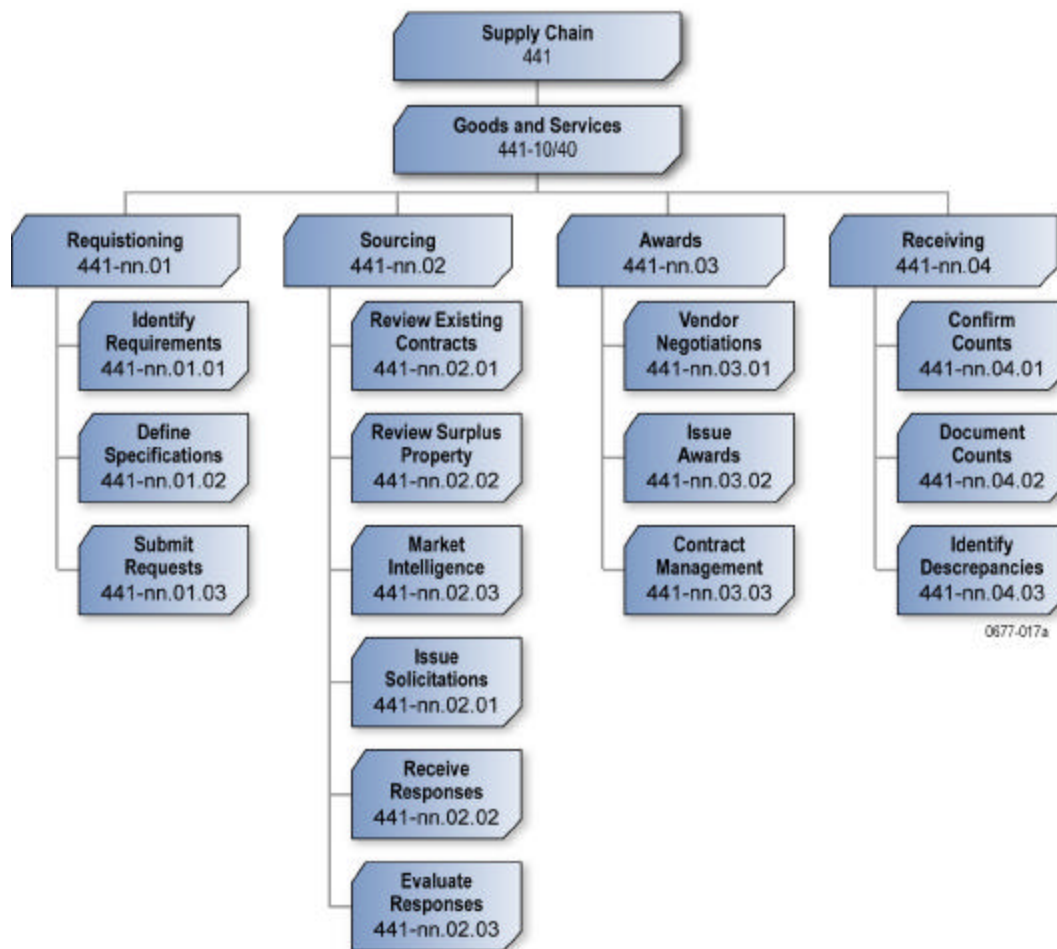 Supply Chain
441
Goods and Services
441-10/40
Requistioning
441-nn.01
Identify
Requirements
441-nn.01.01
Define
Specifications
441-nn.01.02
Submit
Requests
441-nn.01.03
Sourcing
441-nn.02
Review Existing
Contracts
441-nn.02.01
Review Surplus
Property
441-nn.02.02
Market
Intelligence
441-nn.02.03
Issue
Solicitations
441-nn.02.01
Receive
Responses
441-nn.02.02
Evaluate
Responses
441-nn.02.03
Awards
441-nn.03
Vendor
Negotiations
441-nn.03.01
Issue
Awards
441-nn.03.02
Contract
Management
441-nn.03.03
Receiving
441-nn.04
Confirm
Counts
441-nn.04.01
Document
Counts
441-nn.04.02
Identify
Descrepancies
441-nn.04.03
0677-017a